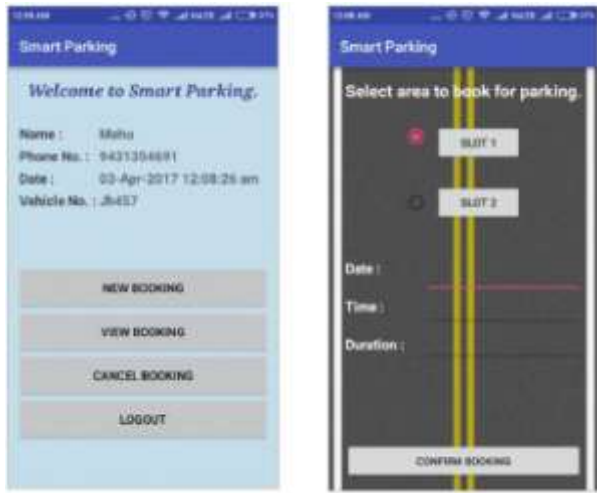 Smart Parking
Welcome to Smart Parking.
Name :
Phone No. : 9431354691
Date : 03-Apr-2017 12:08:26 am
Vehicle No. :
NEW BOOKING
VIEW BOOKING
CANCEL BOOKING
LOGOUT
Smart Parking
Select area to book for parking.
SLOT 1
SLOT 2
Date :
Time :
Duration :
CONFIRM BOOKING